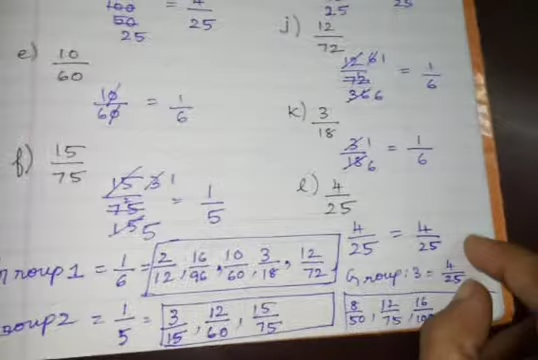 100/50/25 = 4/25
25 25
e) 10/60
10/60 = 1/6
f) 15/75
15 3 1/75 15 5 = 1/5
j) 12/72
12 6 1/72 36 6 = 1/6
k) 3/18
3 1/18 6 = 1/6
l) 4/25
4/25 = 4/25
Group 1 = 1/6 = 2/12, 16/96, 10/60, 3/18, 12/72
Group: 3 = 4/25
2 = 1/5 = 3/15, 12/60, 15/75
8/50, 12/75, 16/